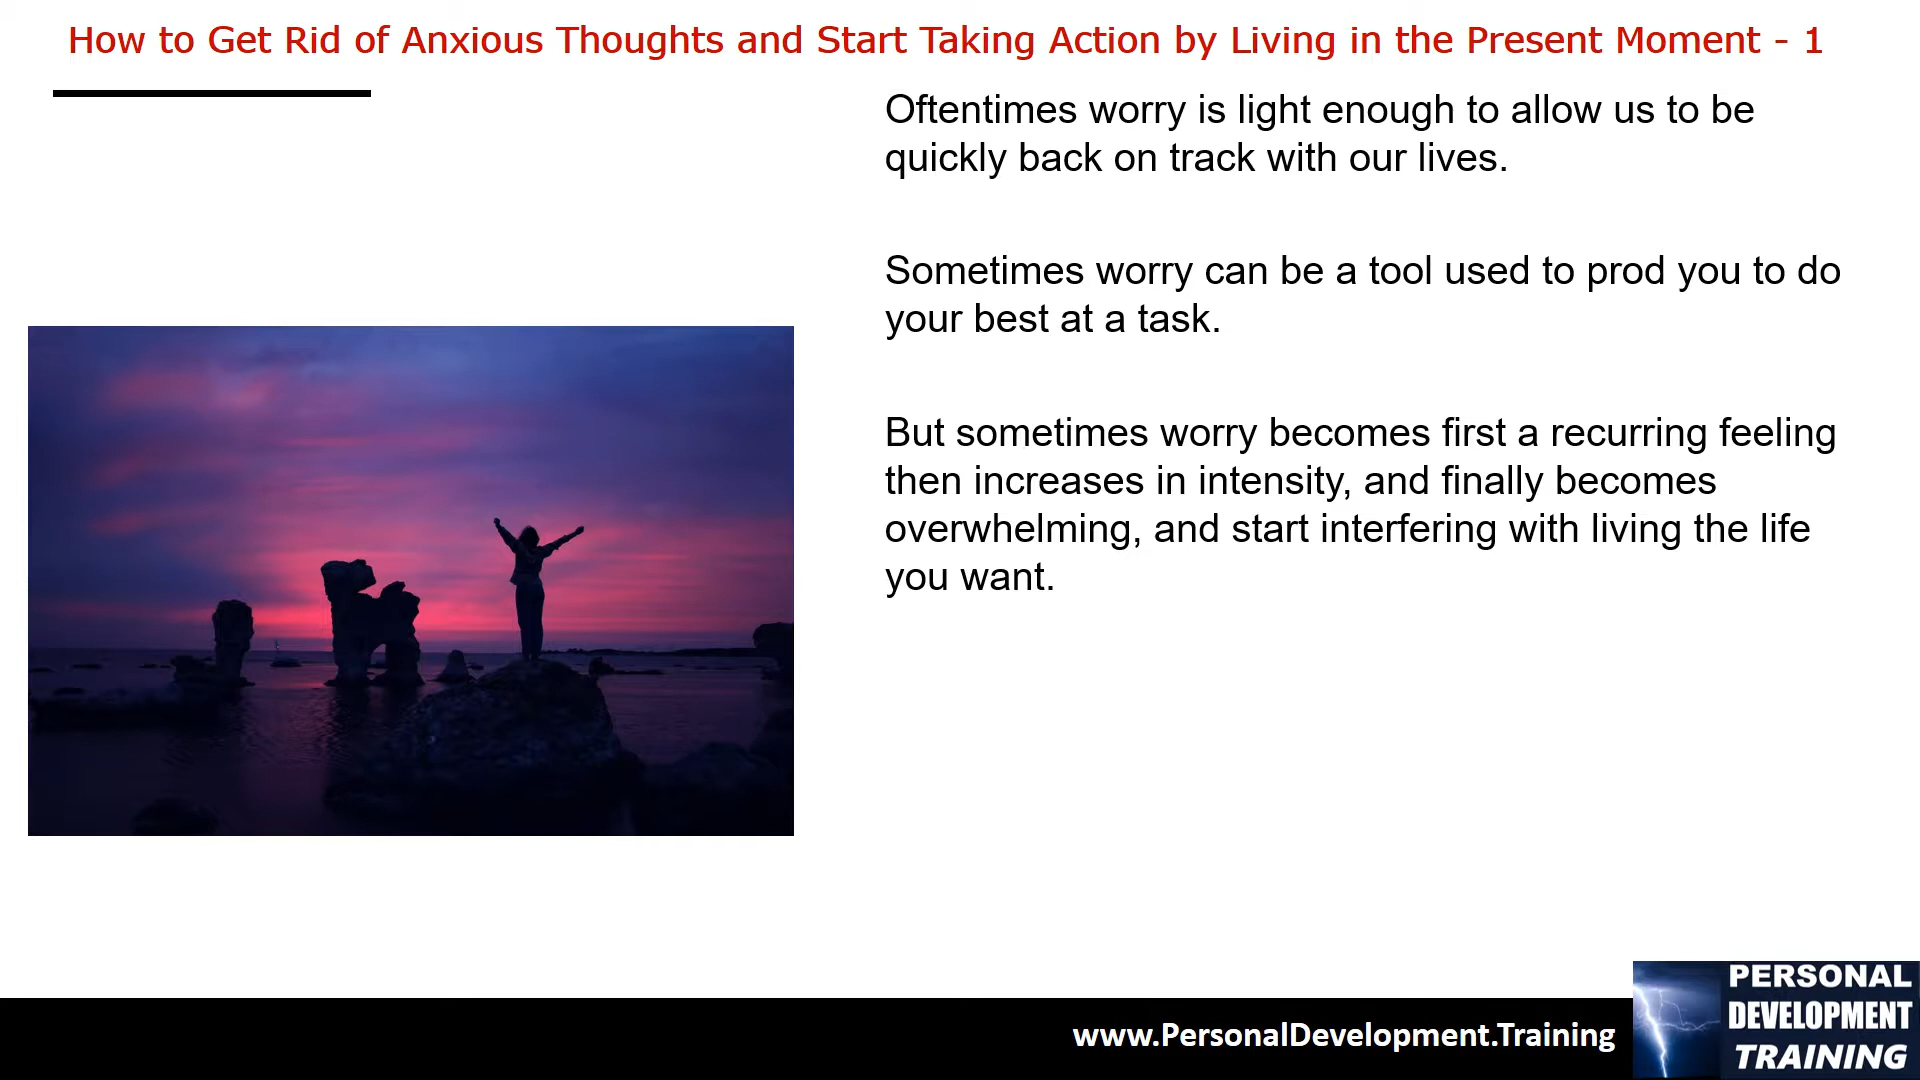 How to Get Rid of Anxious Thoughts and Start Taking Action by Living in the Present Moment - 1
Oftentimes worry is light enough to allow us to be
quickly back on track with our lives.
Sometimes worry can be a tool used to prod you to do
your best at a task.
But sometimes worry becomes first a recurring feeling
then increases in intensity, and finally becomes
overwhelming, and start interfering with living the life
you want.
www.PersonalDevelopment.Training
PERSONAL
DEVELOPMENT
TRAINING